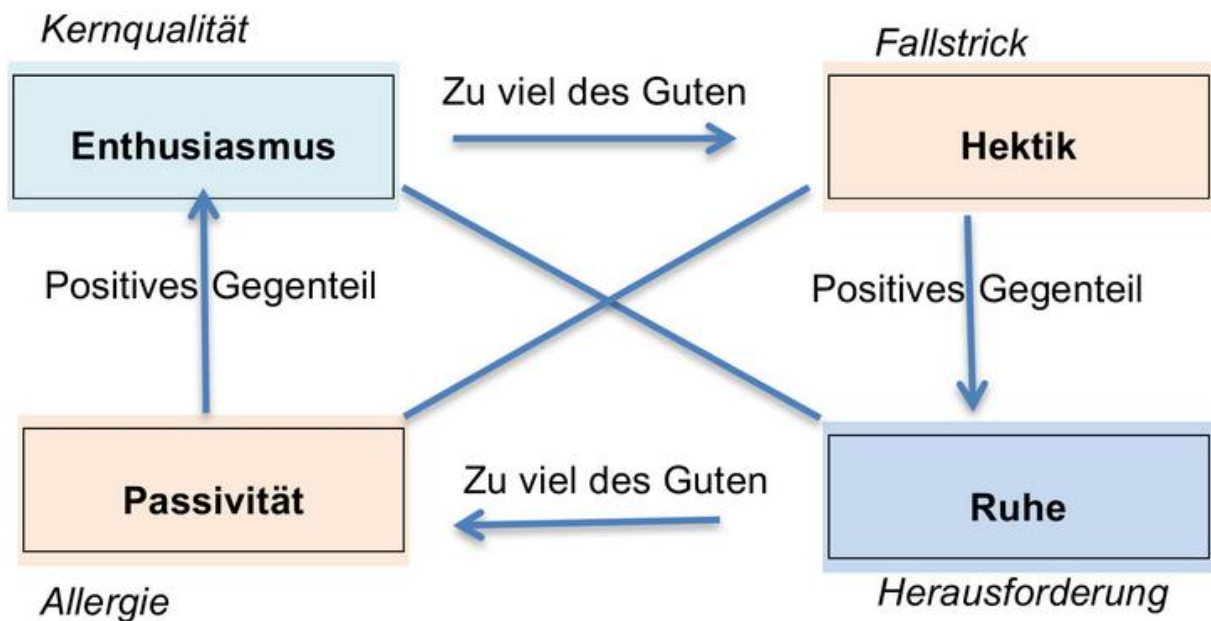 Kernqualität
Fallstrick
Zu viel des Guten
Enthusiasmus
Hektik
Positives Gegenteil
Positives Gegenteil
Zu viel des Guten
Passivität
Ruhe
Allergie
Herausforderung